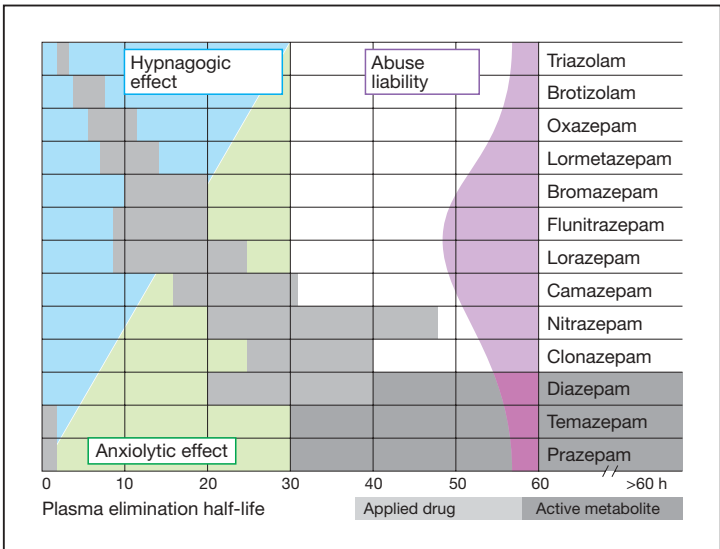 Hypnagogic
effect
Abuse
liability
Triazolam
Brotizolam
Oxazepam
Lormetazepam
Bromazepam
Flunitrazepam
Lorazepam
Camazepam
Nitrazepam
Clonazepam
Diazepam
Temazepam
Prazepam
Anxiolytic effect
0 10 20 30 40 50 60 >60 h
Plasma elimination half-life
Applied drug
Active metabolite